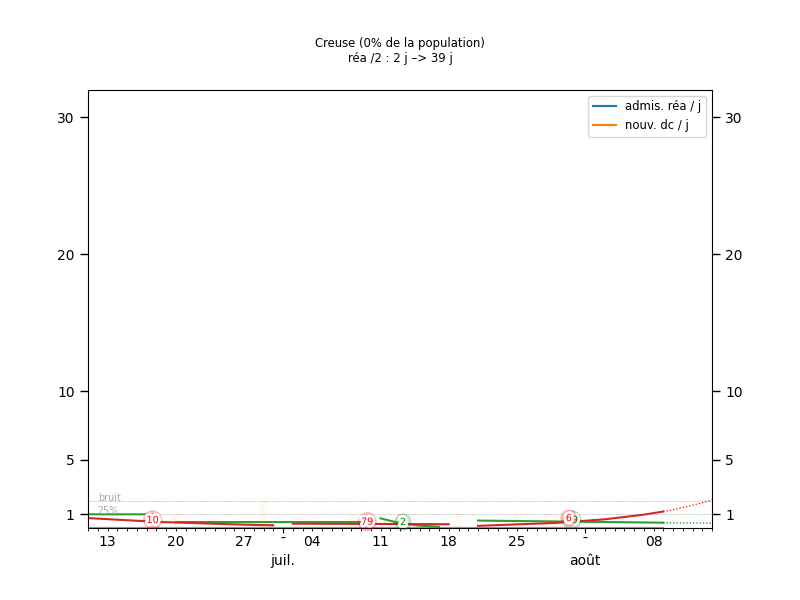 Creuse (0% de la population)
réa /2 : 2 j –> 39 j
admis. réa / j
nouv. dc / j
30 30
20 20
10 10
5 5
bruit
25%
1 1
10 79 2 6
13 20 27 - 04 11 18 25 - 08
juil. août